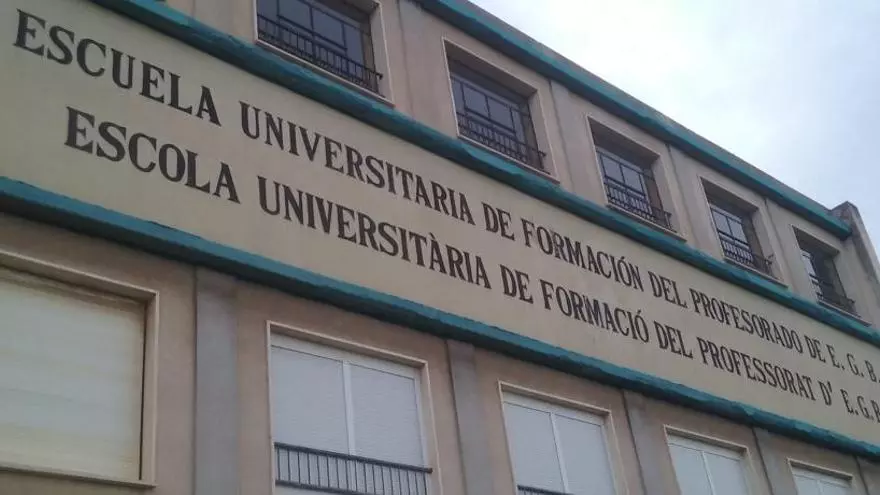 ESCUELA UNIVERSITARIA DE FORMACIÓN DEL PROFESORADO DE E. G. B.
ESCOLA UNIVERSITÀRIA DE FORMACIÓ DEL PROFESSORAT D' E. G. B